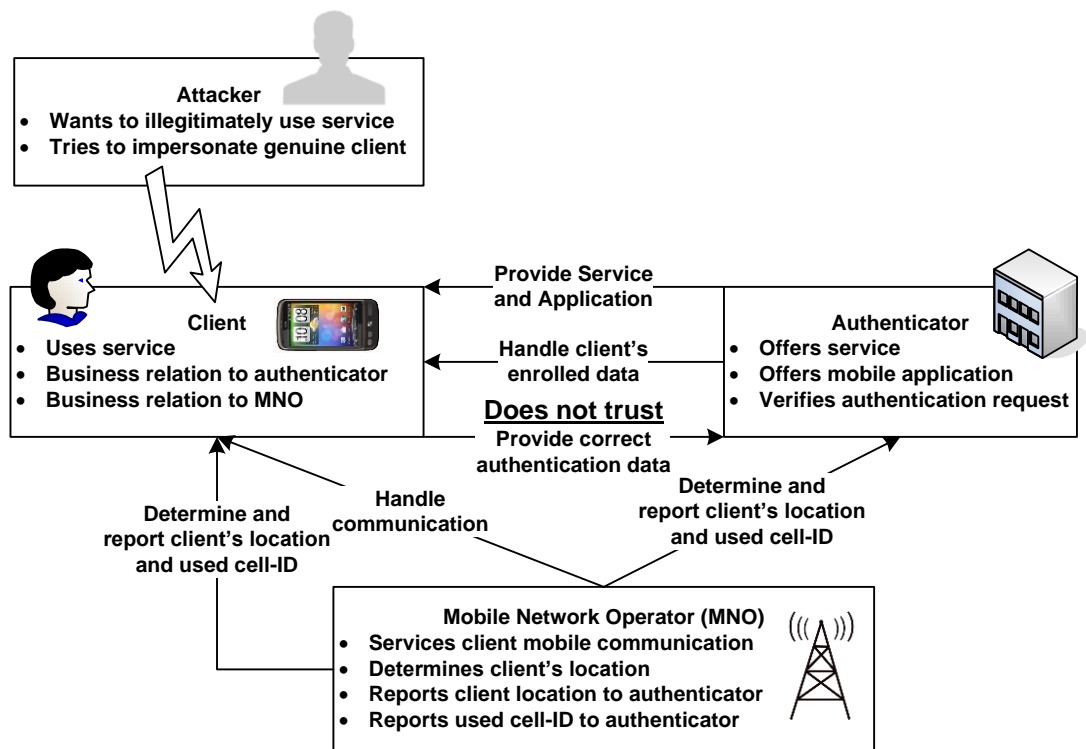 Attacker
• Wants to illegitimately use service
• Tries to impersonate genuine client
Client
• Uses service
• Business relation to authenticator
• Business relation to MNO
Provide Service
and Application
Handle client's
enrolled data
Does not trust
Provide correct
authentication data
Authenticator
• Offers service
• Offers mobile application
• Verifies authentication request
Determine and
report client's location
and used cell-ID
Handle
communication
Determine and
report client's location
and used cell-ID
Mobile Network Operator (MNO)
• Services client mobile communication
• Determines client's location
• Reports client location to authenticator
• Reports used cell-ID to authenticator